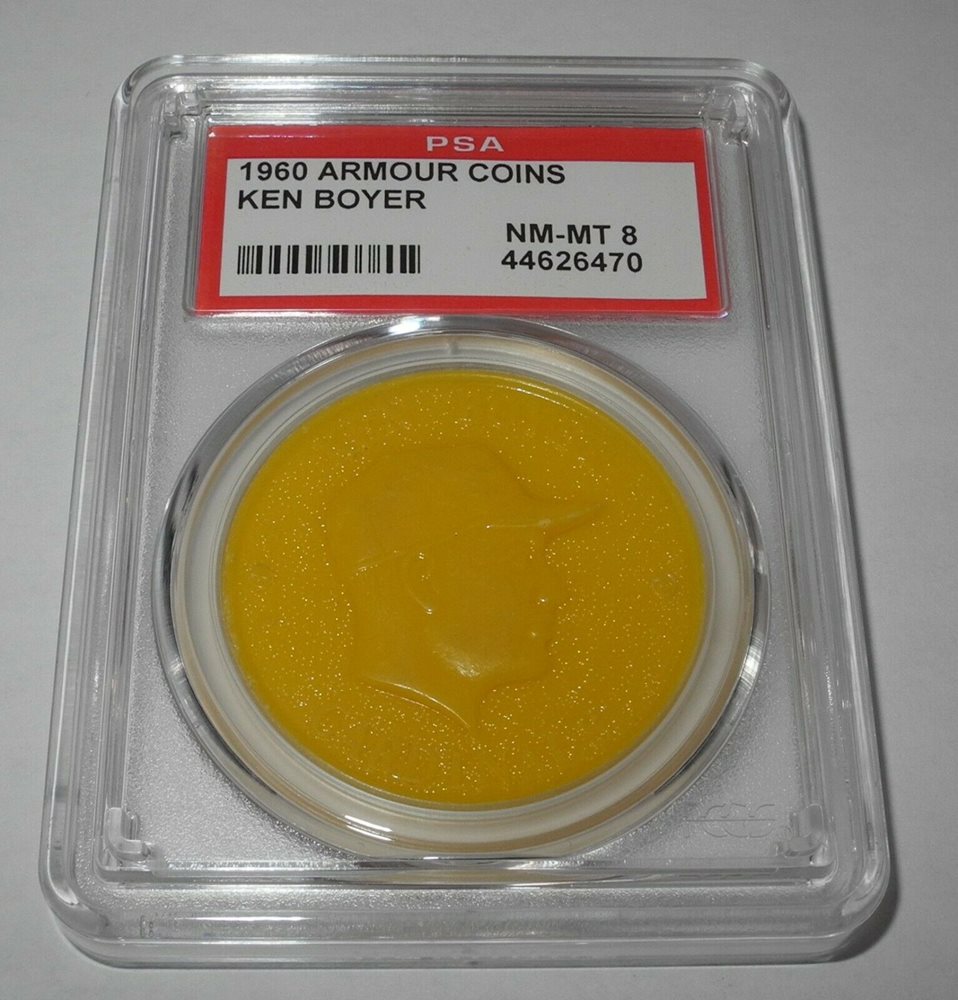 PSA
1960 ARMOUR COINS
KEN BOYER
NM-MT 8
44626470